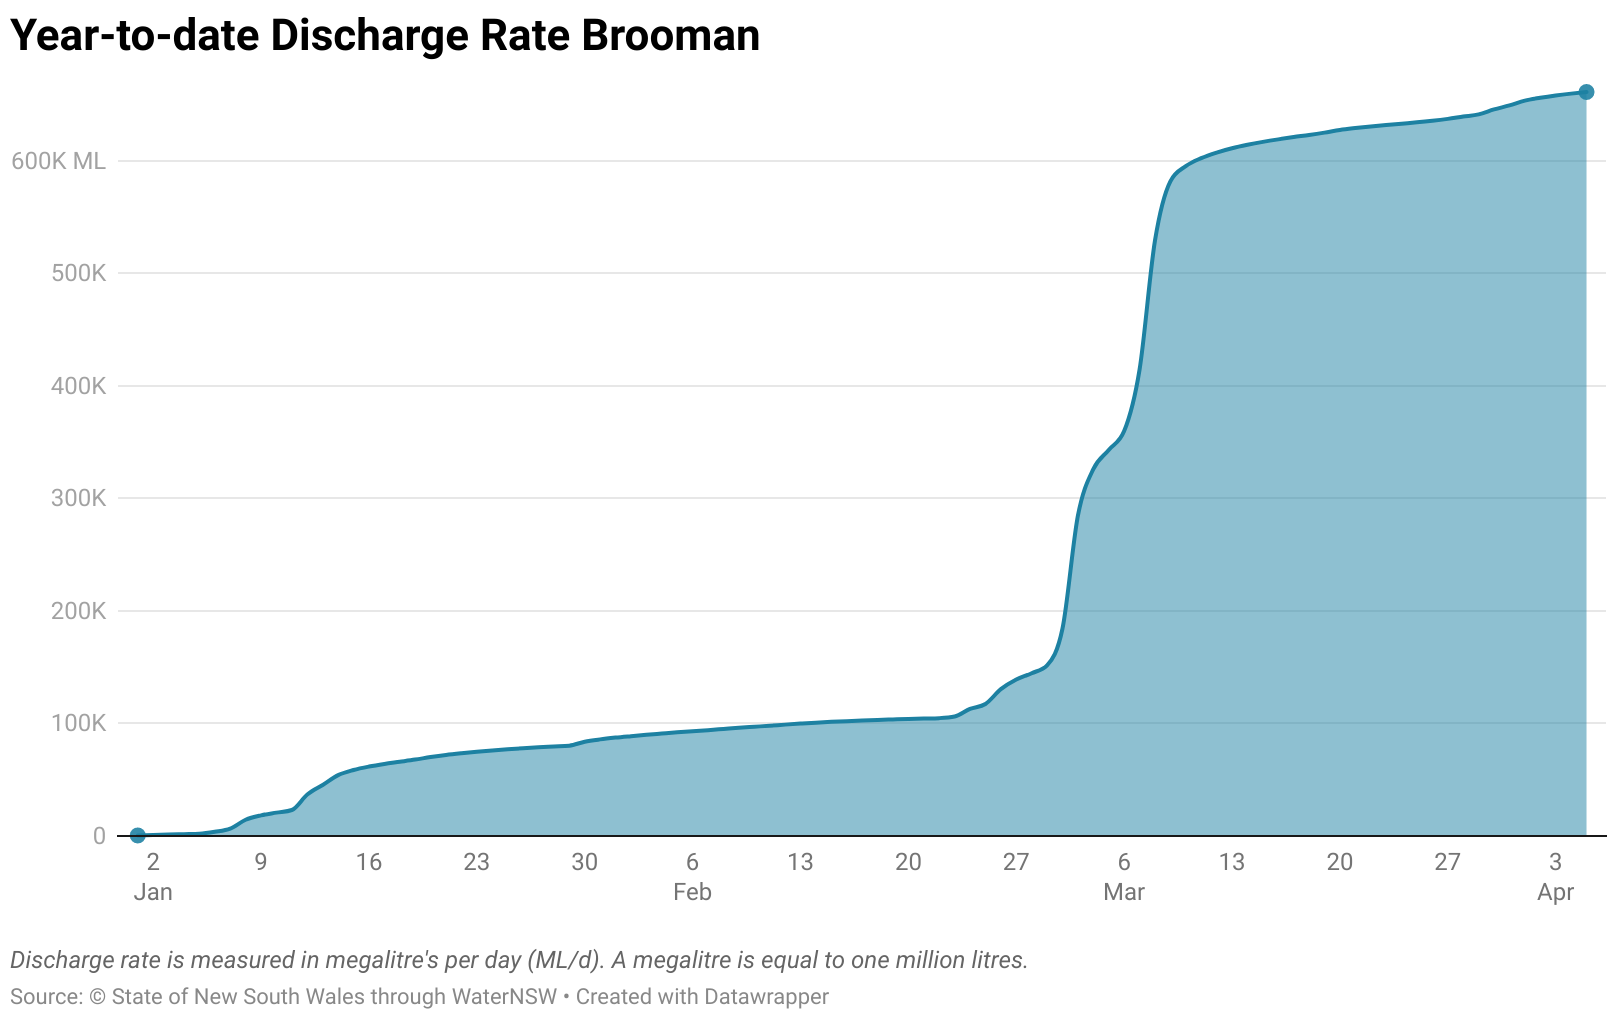 Year-to-date Discharge Rate Brooman
600K ML
500K
400K
300K
200K
100K
0
2 9 16 23 30 6 13 20 27 6 13 20 27 3
Jan Feb Mar Apr
Discharge rate is measured in megalitre's per day (ML/d). A megalitre is equal to one million litres.
Source: © State of New South Wales through WaterNSW • Created with Datawrapper